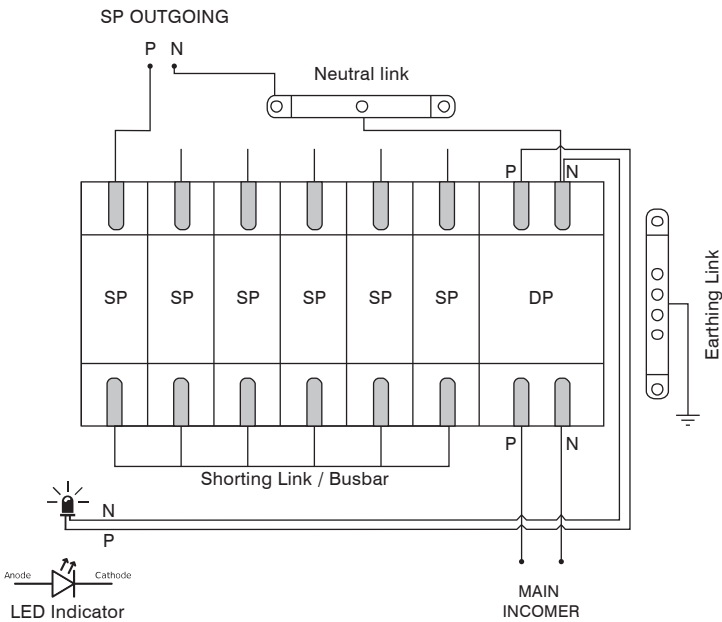 SP OUTGOING
P N
Neutral link
P N
SP SP SP SP SP SP DP
Earthing Link
P N
Shorting Link / Busbar
N
P
Anode Cathode
LED Indicator
MAIN
INCOMER